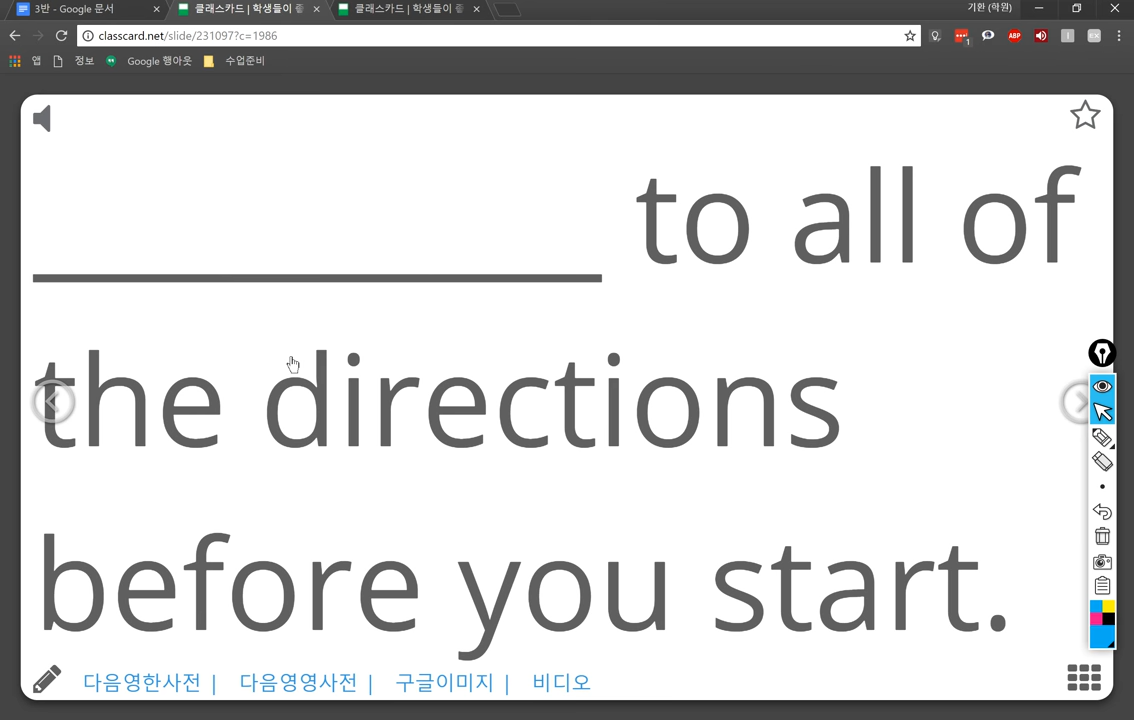 3반 - Google 문서
클래스카드 | 학생들이 좋
클래스카드 | 학생들이 좋
기환 (학원)
classcard.net/slide/231097?c=1986
1
ABP
앱 정보 Google 행아웃 수업준비
to all of
the directions
before you start.
다음영한사전 | 다음영영사전 | 구글이미지 | 비디오